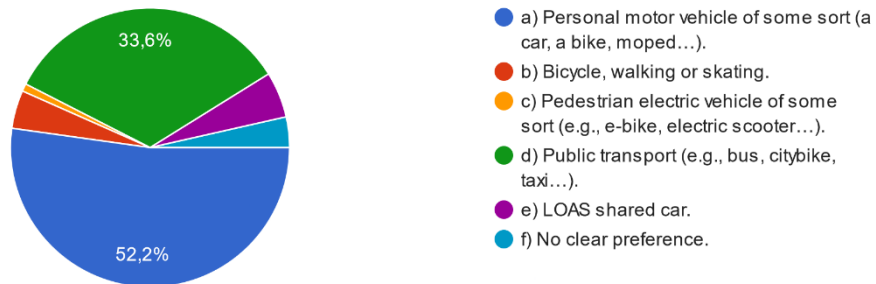 33,6%
52,2%
a) Personal motor vehicle of some sort (a
car, a bike, moped…).
b) Bicycle, walking or skating.
c) Pedestrian electric vehicle of some
sort (e.g., e-bike, electric scooter…).
d) Public transport (e.g., bus, citybike,
taxi…).
e) LOAS shared car.
f) No clear preference.